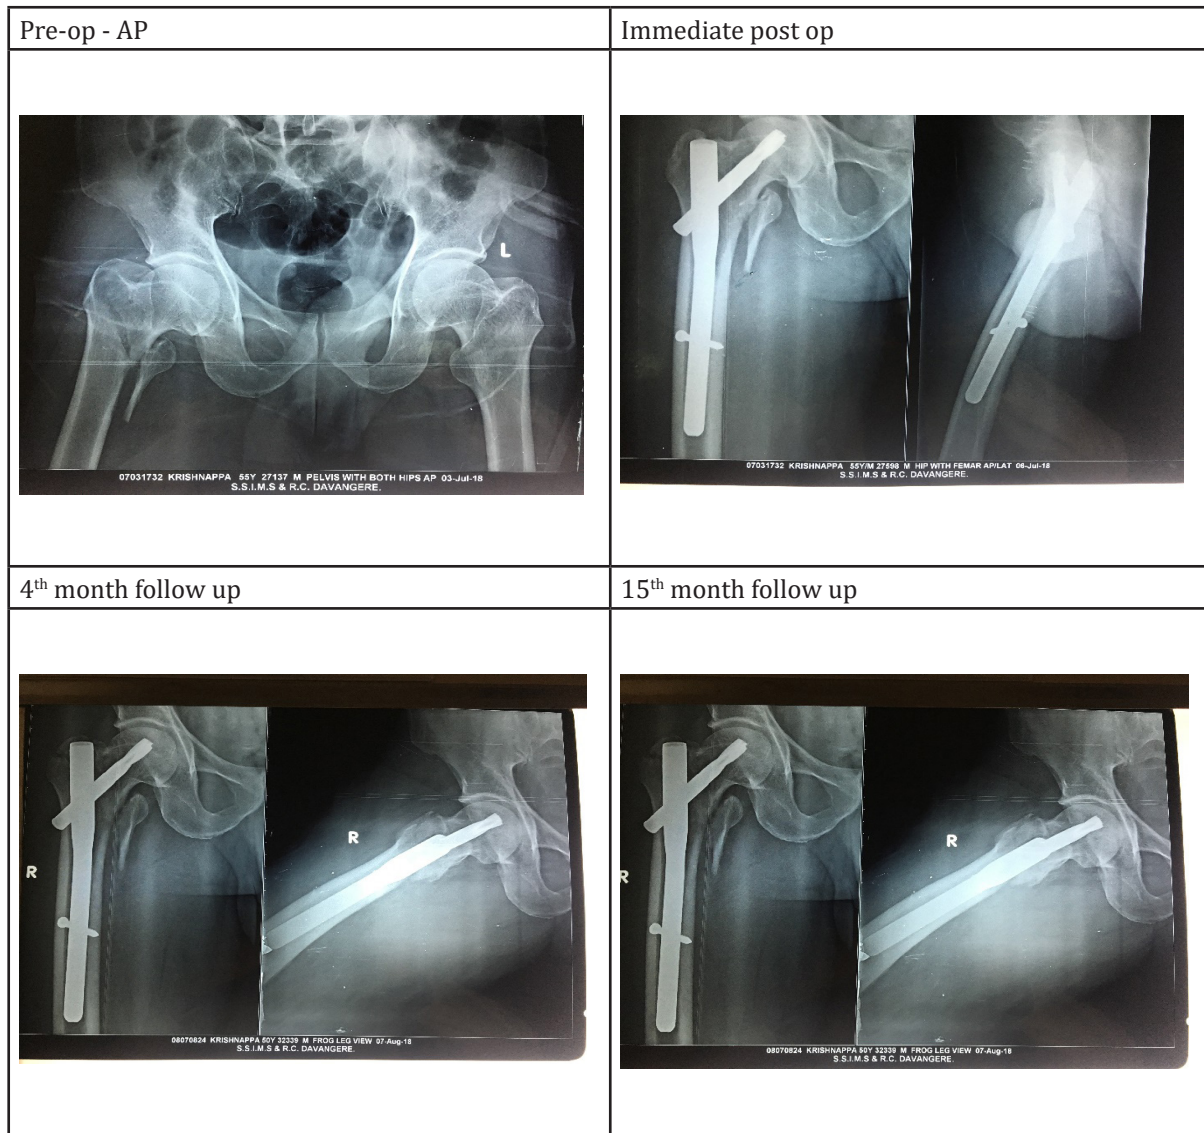 Pre-op - AP
Immediate post op
L
07031732 KRISHNAPPA 55Y 27137 M PELVIS WITH BOTH HIPS AP 03-Jul-18
S.S.I.M.S & R.C. DAVANGERE.
07031732 KRISHNAPPA 55Y/M 27598 M HIP WITH FEMAR AP/LAT 06-Jul-18
S.S.I.M.S & R.C. DAVANGERE.
4th month follow up
15th month follow up
R
R
08070824 KRISHNAPPA 50Y 32339 M FROG LEG VIEW 07-Aug-18
S.S.I.M.S & R.C. DAVANGERE.
R
R
08070824 KRISHNAPPA 50Y 32339 M FROG LEG VIEW 07-Aug-18
S.S.I.M.S & R.C. DAVANGERE.